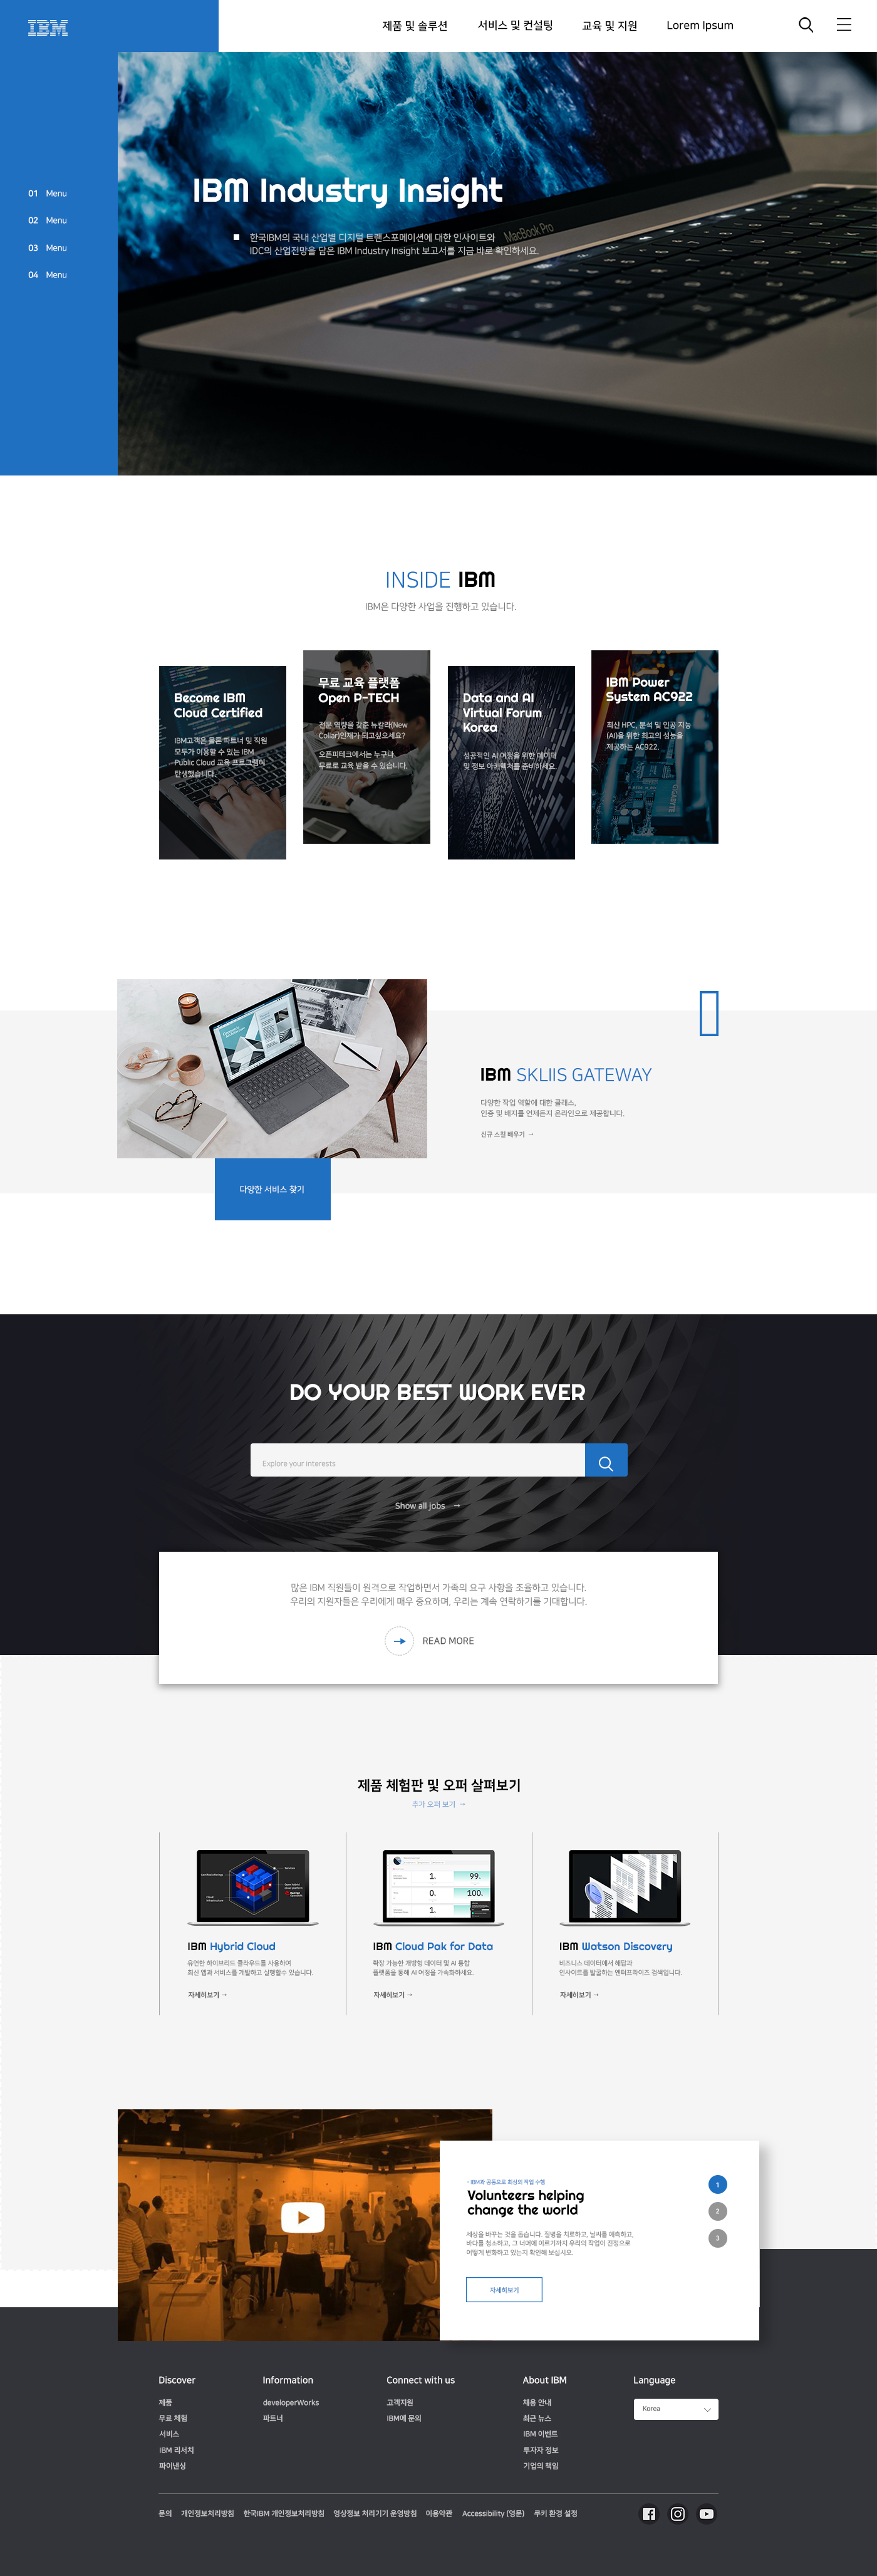 IBM
제품 및 솔루션
서비스 및 컨설팅
교육 및 지원
Lorem Ipsum
01 Menu
02 Menu
03 Menu
04 Menu
IBM Industry Insight
한국IBM의 국내 산업별 디지털 트랜스포메이션에 대한 인사이트와
IDC의 산업전망을 담은 IBM Industry Insight 보고서를 지금 바로 확인하세요.
MacBook Pro
INSIDE IBM
IBM은 다양한 사업을 진행하고 있습니다.
Become IBM
Cloud Certified
IBM고객은 물론 파트너 및 직원
모두가 이용할 수 있는 IBM
Public Cloud 교육 프로그램이
탄생했습니다.
무료 교육 플랫폼
Open P-TECH
전문 역량을 갖춘 뉴칼라(New
Collar)인재가 되고싶으세요?
오픈피테크에서는 누구다
무료로 교육 받을 수 있습니다.
Data and AI
Virtual Forum
Korea
성공적인 AI 여정을 위한 데이터
및 정보 아키텍처를 준비하세요.
IBM Power
System AC922
최신 HPC, 분석 및 인공 지능
(AI)을 위한 최고의 성능을
제공하는 AC922.
GIGABYTE
IBM SKLIIS GATEWAY
다양한 작업 역할에 대한 클래스,
인증 및 배지를 언제든지 온라인으로 제공합니다.
신규 스킬 배우기 →
다양한 서비스 찾기
DO YOUR BEST WORK EVER
Explore your interests
Show all jobs →
많은 IBM 직원들이 원격으로 작업하면서 가족의 요구 사항을 조율하고 있습니다.
우리의 지원자들은 우리에게 매우 중요하며, 우리는 계속 연락하기를 기대합니다.
READ MORE
제품 체험판 및 오퍼 살펴보기
추가 오퍼 보기 →
1.
99.
0.
100.
1.
IBM Hybrid Cloud
유연한 하이브리드 클라우드를 사용하여
최신 앱과 서비스를 개발하고 실행할수 있습니다.
자세히보기 →
IBM Cloud Pak for Data
확장 가능한 개방형 데이터 및 AI 통합
플랫폼을 통해 AI 여정을 가속화하세요.
자세히보기 →
IBM Watson Discovery
비즈니스 데이터에서 해답과
인사이트를 발굴하는 엔터프라이즈 검색입니다.
자세히보기 →
- IBM과 공동으로 최상의 작업 수행
Volunteers helping
change the world
세상을 바꾸는 것을 돕습니다. 질병을 치료하고, 날씨를 예측하고,
바다를 청소하고, 그 너머에 이르기까지 우리의 작업이 진정으로
어떻게 변화하고 있는지 확인해 보십시오.
자세히보기
1
2
3
Discover
제품
무료 체험
서비스
IBM 리서치
파이낸싱
Information
developerWorks
파트너
Connect with us
고객지원
IBM에 문의
About IBM
채용 안내
최근 뉴스
IBM 이벤트
투자자 정보
기업의 책임
Language
Korea
문의 개인정보처리방침 한국IBM 개인정보처리방침 영상정보 처리기기 운영방침 이용약관 Accessibility (영문) 쿠키 환경 설정